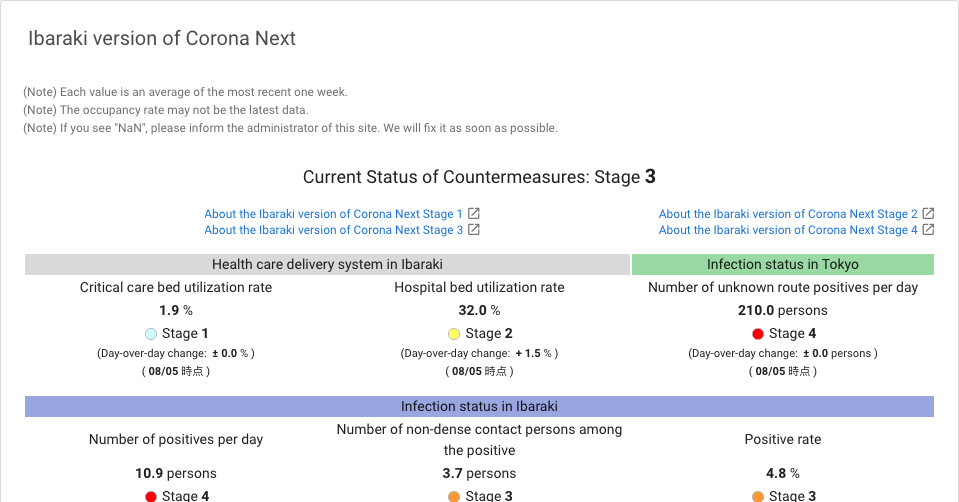 Ibaraki version of Corona Next
(Note) Each value is an average of the most recent one week.
(Note) The occupancy rate may not be the latest data.
(Note) If you see "NaN", please inform the administrator of this site. We will fix it as soon as possible.
Current Status of Countermeasures: Stage 3
About the Ibaraki version of Corona Next Stage 1
About the Ibaraki version of Corona Next Stage 2
About the Ibaraki version of Corona Next Stage 3
About the Ibaraki version of Corona Next Stage 4
Health care delivery system in Ibaraki
Infection status in Tokyo
Critical care bed utilization rate
1.9 %
Stage 1
(Day-over-day change: ± 0.0 % )
( 08/05 時点 )
Hospital bed utilization rate
32.0 %
Stage 2
(Day-over-day change: + 1.5 % )
( 08/05 時点 )
Number of unknown route positives per day
210.0 persons
Stage 4
(Day-over-day change: ± 0.0 persons )
( 08/05 時点 )
Infection status in Ibaraki
Number of positives per day
10.9 persons
Stage 4
Number of non-dense contact persons among
the positive
3.7 persons
Stage 3
Positive rate
4.8 %
Stage 3